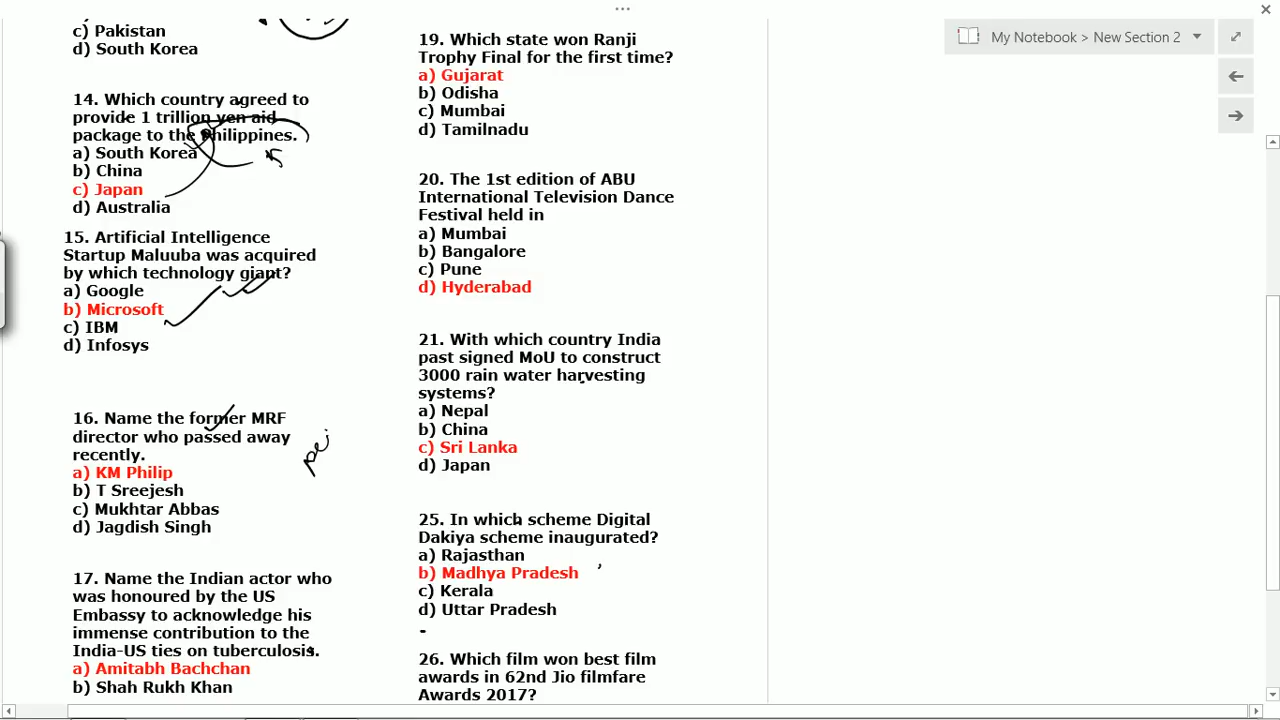 My Notebook > New Section 2
c) Pakistan
d) South Korea
14. Which country agreed to
provide 1 trillion yen aid
package to the Philippines.
a) South Korea
b) China
c) Japan
d) Australia
15. Artificial Intelligence
Startup Maluuba was acquired
by which technology giant?
a) Google
b) Microsoft
c) IBM
d) Infosys
16. Name the former MRF
director who passed away
recently.
a) KM Philip
b) T Sreejesh
c) Mukhtar Abbas
d) Jagdish Singh
17. Name the Indian actor who
was honoured by the US
Embassy to acknowledge his
immense contribution to the
India-US ties on tuberculosis.
a) Amitabh Bachchan
b) Shah Rukh Khan
19. Which state won Ranji
Trophy Final for the first time?
a) Gujarat
b) Odisha
c) Mumbai
d) Tamilnadu
20. The 1st edition of ABU
International Television Dance
Festival held in
a) Mumbai
b) Bangalore
c) Pune
d) Hyderabad
21. With which country India
past signed MoU to construct
3000 rain water harvesting
systems?
a) Nepal
b) China
c) Sri Lanka
d) Japan
25. In which scheme Digital
Dakiya scheme inaugurated?
a) Rajasthan
b) Madhya Pradesh
c) Kerala
d) Uttar Pradesh
-
26. Which film won best film
awards in 62nd Jio filmfare
Awards 2017?